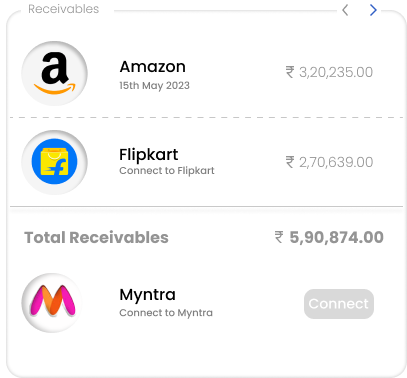 Receivables
Amazon
15th May 2023
₹ 3,20,235.00
Flipkart
Connect to Flipkart
₹ 2,70,639.00
Total Receivables
₹ 5,90,874.00
Myntra
Connect to Myntra
Connect